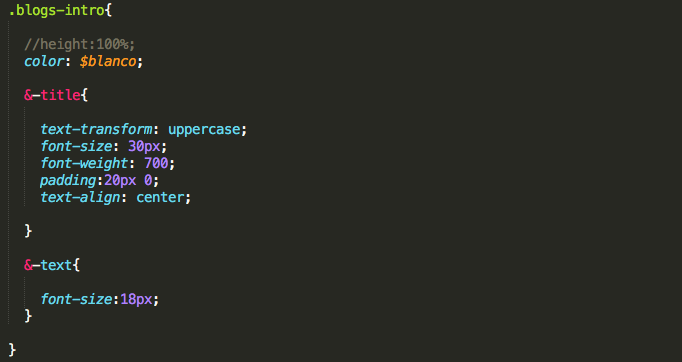 .blogs-intro{
//height:100%;
color: $blanco;
&-title{
text-transform: uppercase;
font-size: 30px;
font-weight: 700;
padding:20px 0;
text-align: center;
}
&-text{
font-size:18px;
}
}